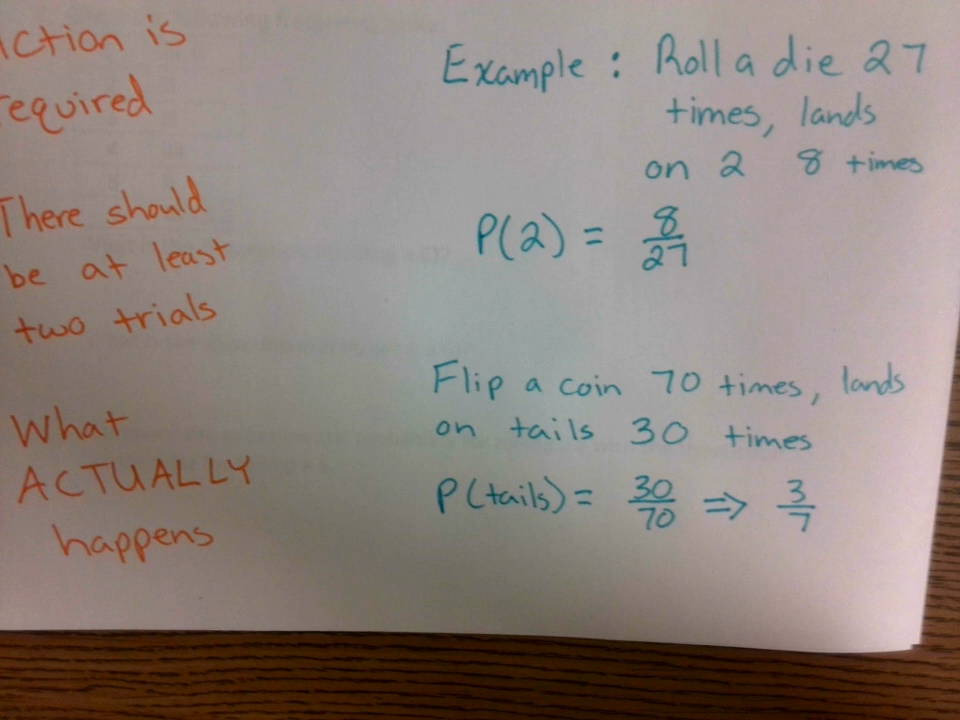 Action is
required
There should
be at least
two trials
What
ACTUALLY
happens
Example : Roll a die 27
times, lands
on 2 8 times
P(2) = 8/27
Flip a coin 70 times, lands
on tails 30 times
P(tails) = 30/70 ⇒ 3/7